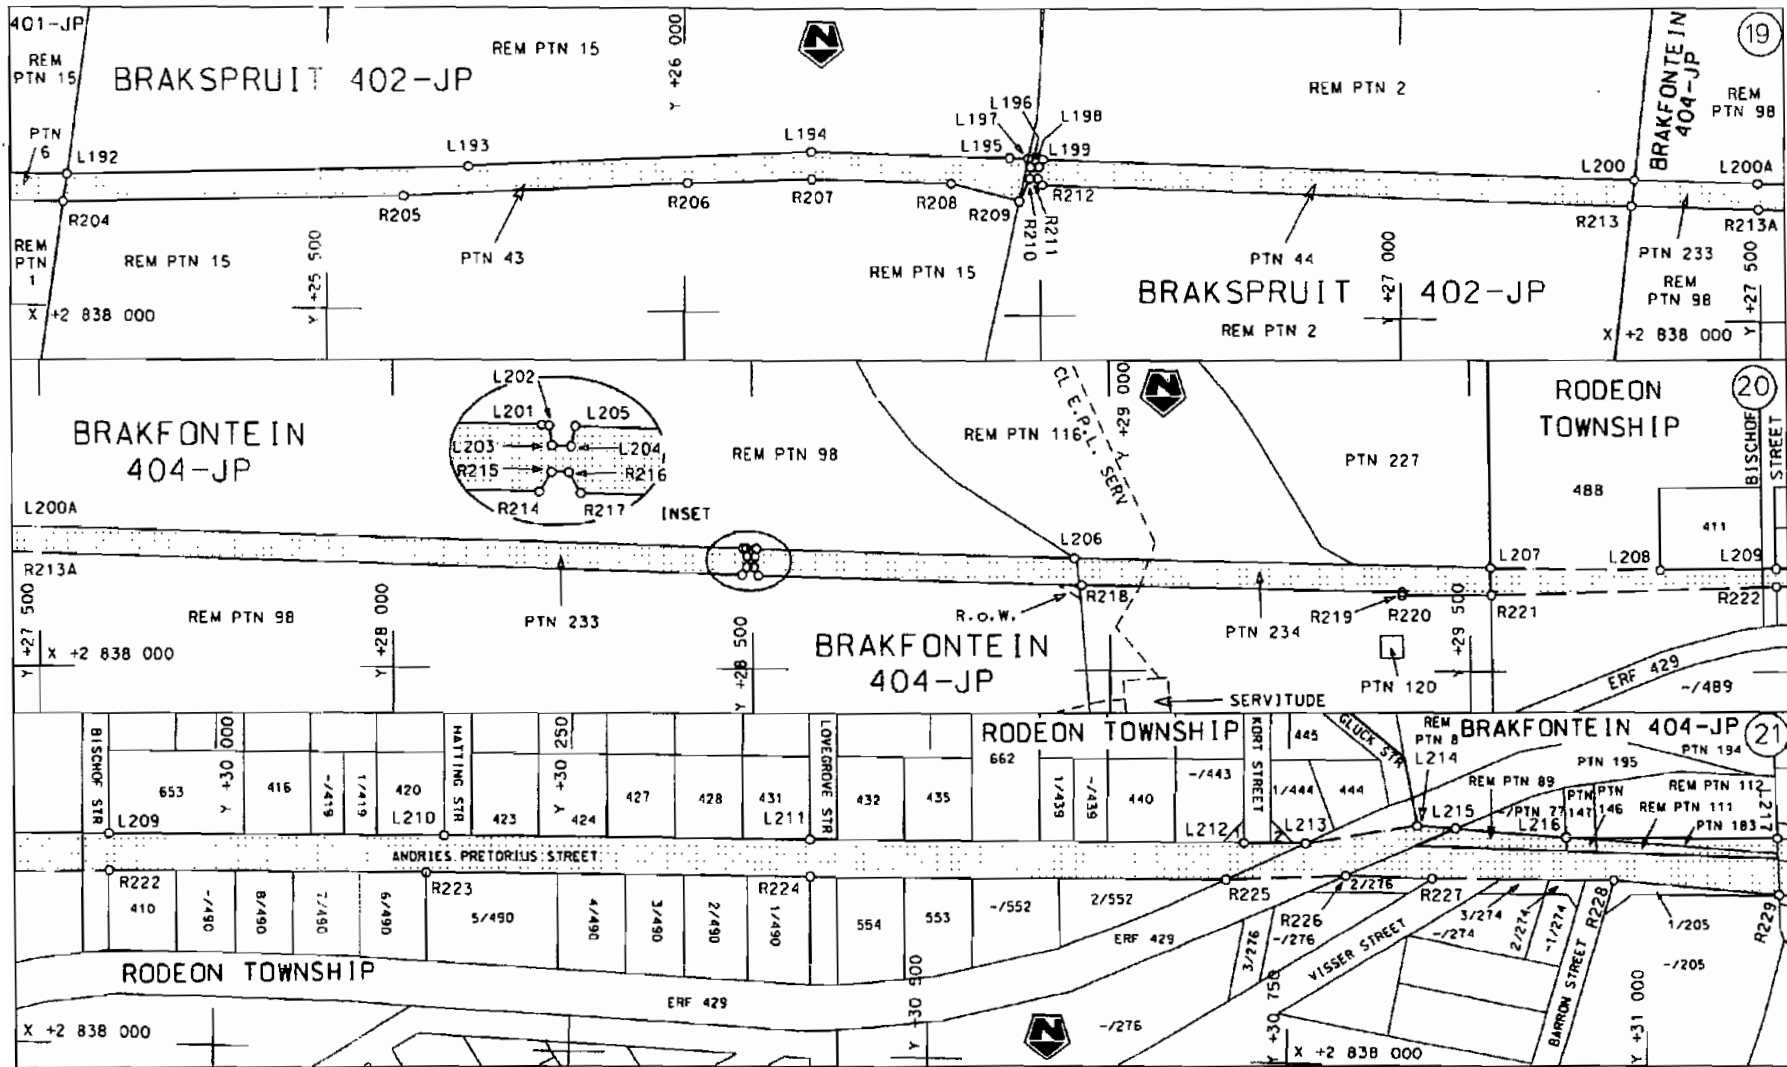 401-JP
REM
PTN 15
BRAKSPRUIT 402-JP
REM PTN 15
Y +26 000
N
REM PTN 2
BRAKFONTEIN
404-JP
REM
PTN 98
19
PTN
6
L192
L193
L194
L195
L197
L196
L198
L199
L200
L200A
R204
R205
R206
R207
R208
R209
R210
R211
R212
R213
R213A
REM
PTN
1
REM PTN 15
Y +25 500
PTN 43
REM PTN 15
PTN 44
Y +27 000
PTN 233
REM
PTN 98
Y +27 500
X +2 838 000
BRAKSPRUIT 402-JP
REM PTN 2
X +2 838 000
BRAKFONTEIN
404-JP
L202
L201
L205
L203
L204
R215
R216
R214
R217
INSET
REM PTN 98
REM PTN 116
CL E.P.L. SERV
Y +29 000
N
PTN 227
RODEON
TOWNSHIP
20
BISCHOF
STREET
488
411
L200A
R213A
L206
L207
L208
L209
R218
R219
R220
R221
R222
Y +27 500
X +2 838 000
REM PTN 98
Y +28 000
PTN 233
Y +28 500
R.o.W.
BRAKFONTEIN
404-JP
PTN 234
Y +29 500
PTN 120
SERVITUDE
ERF 429
-/489
BISCHOF STR
Y +30 000
HATTING STR
Y +30 250
LOVEGROVE STR
RODEON TOWNSHIP
KORT STREET
GLUCK STR
REM
PTN 8
BRAKFONTEIN 404-JP
21
653
416
-/419
1/419
420
423
424
427
428
431
432
435
662
1/439
-/439
440
-/443
445
1/444
444
PTN 194
PTN 195
REM PTN 89
REM PTN 112
-/PTN 77
PTN
147
PTN
146
REM PTN 111
PTN 183
L209
L210
L211
L212
1
2
L213
L214
L215
L216
L217
ANDRIES PRETORIUS STREET
R222
R223
R224
R225
R226
R227
R228
R229
410
-/490
8/490
7/490
6/490
5/490
4/490
3/490
2/490
1/490
554
553
-/552
2/552
2/276
3/276
-/276
3/274
2/274
-1/274
-/274
1/205
-/205
RODEON TOWNSHIP
ERF 429
ERF 429
VISSER STREET
BARRON STREET
X +2 838 000
N
-/276
Y +30 750
X +2 838 000
Y +31 000